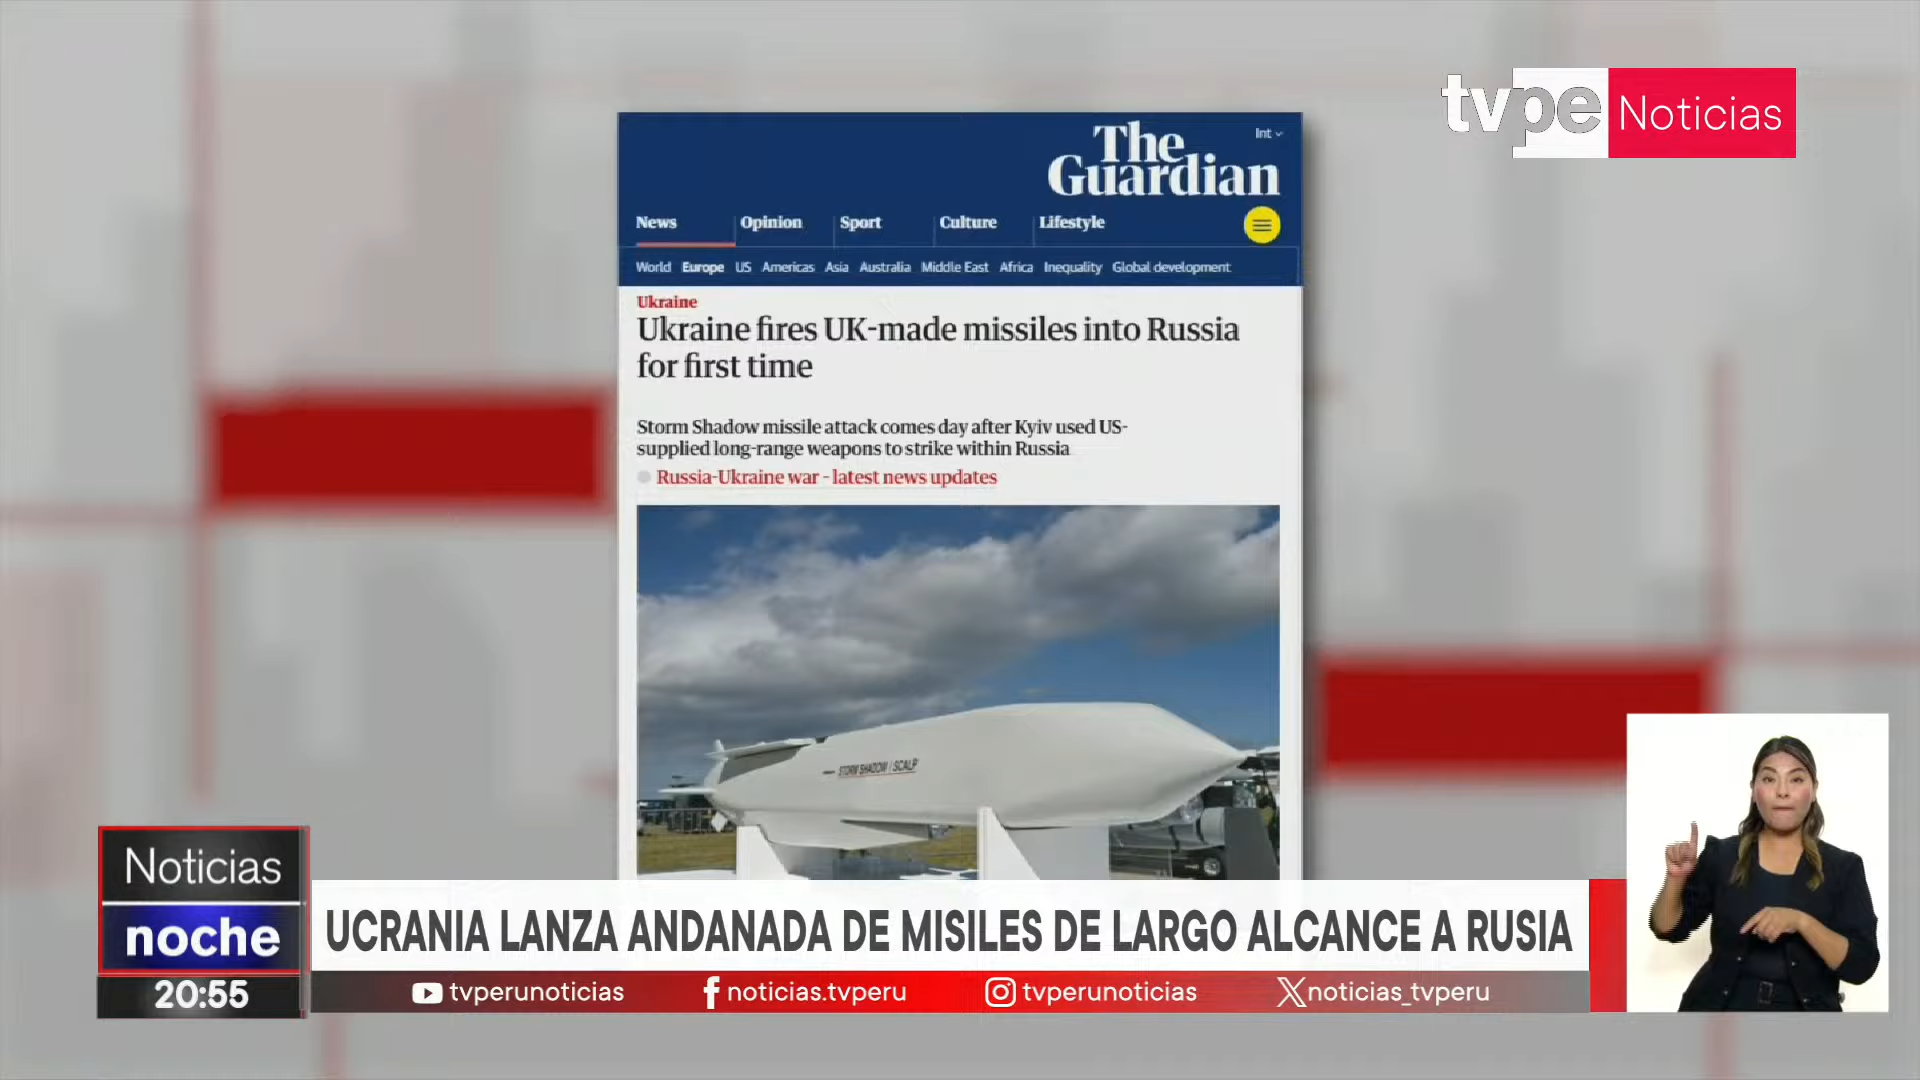 tvpe Noticias
The
Guardian
Int
News Opinion Sport Culture Lifestyle
World Europe US Americas Asia Australia Middle East Africa Inequality Global development
Ukraine
Ukraine fires UK-made missiles into Russia
for first time
Storm Shadow missile attack comes day after Kyiv used US-
supplied long-range weapons to strike within Russia
Russia-Ukraine war - latest news updates
STORM SHADOW / SCALP
Noticias
noche
20:55
UCRANIA LANZA ANDANADA DE MISILES DE LARGO ALCANCE A RUSIA
tvperunoticias noticias.tvperu tvperunoticias noticias_tvperu